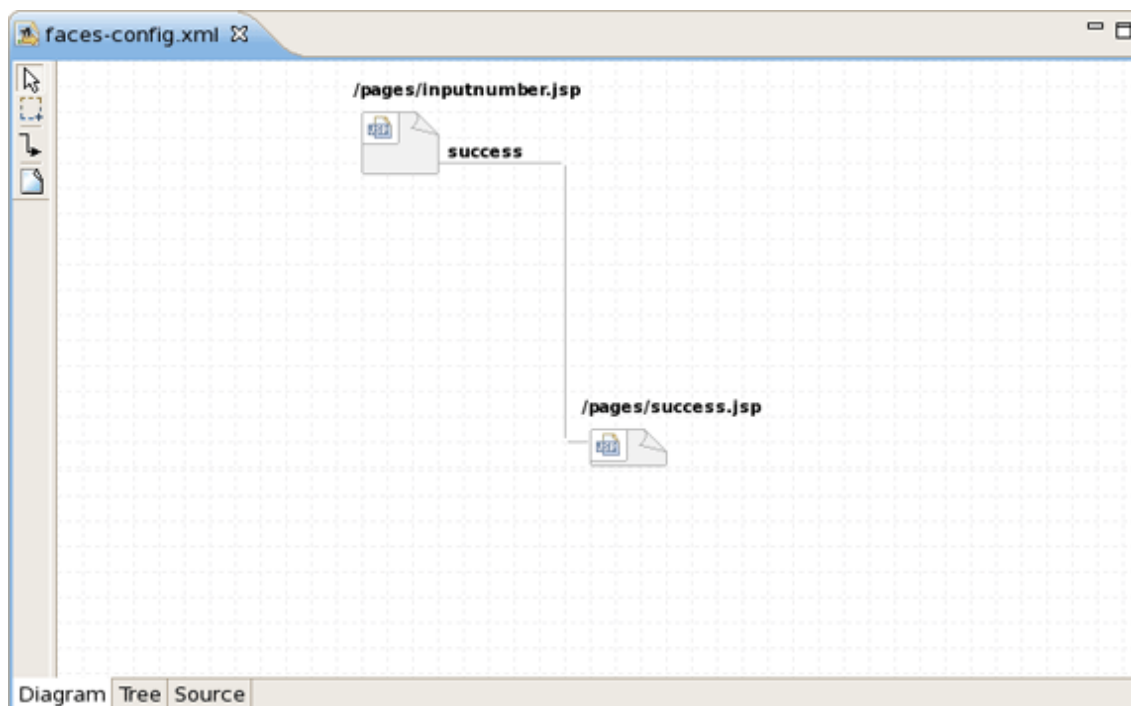 faces-config.xml
/pages/inputnumber.jsp
success
/pages/success.jsp
Diagram Tree Source